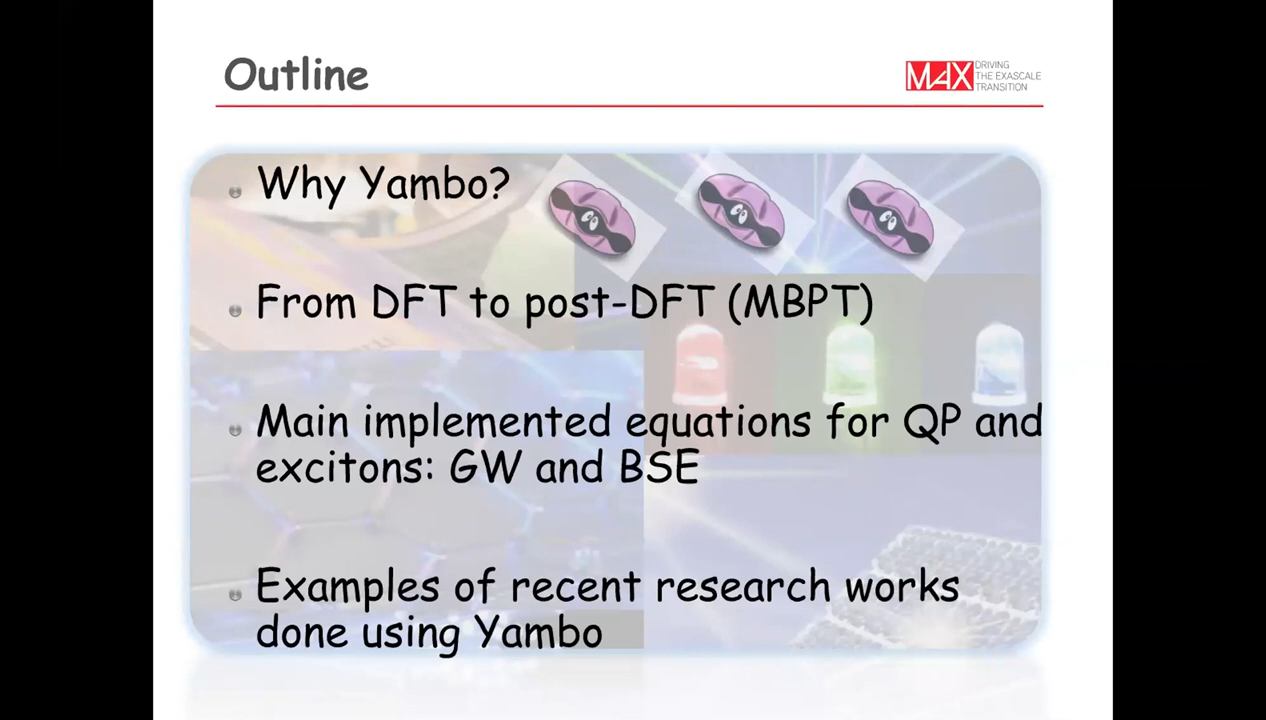 Outline
MAX DRIVING
THE EXASCALE
TRANSITION
Why Yambo?
From DFT to post-DFT (MBPT)
Main implemented equations for QP and
excitons: GW and BSE
Examples of recent research works
done using Yambo